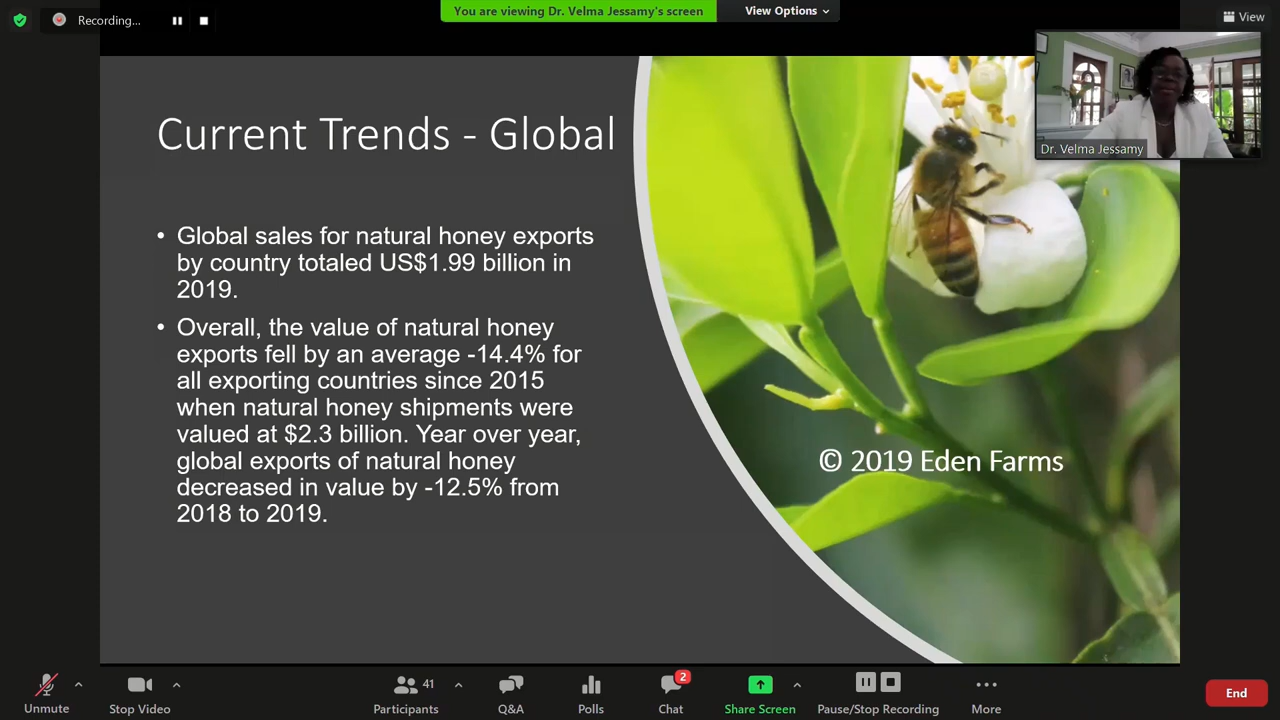 Recording...
You are viewing Dr. Velma Jessamy's screen
View Options
View
Current Trends - Global
Dr. Velma Jessamy
• Global sales for natural honey exports
by country totaled US$1.99 billion in
2019.
• Overall, the value of natural honey
exports fell by an average -14.4% for
all exporting countries since 2015
when natural honey shipments were
valued at $2.3 billion. Year over year,
global exports of natural honey
decreased in value by -12.5% from
2018 to 2019.
© 2019 Eden Farms
41
2
Unmute
Stop Video
Participants
Q&A
Polls
Chat
Share Screen
Pause/Stop Recording
More
End